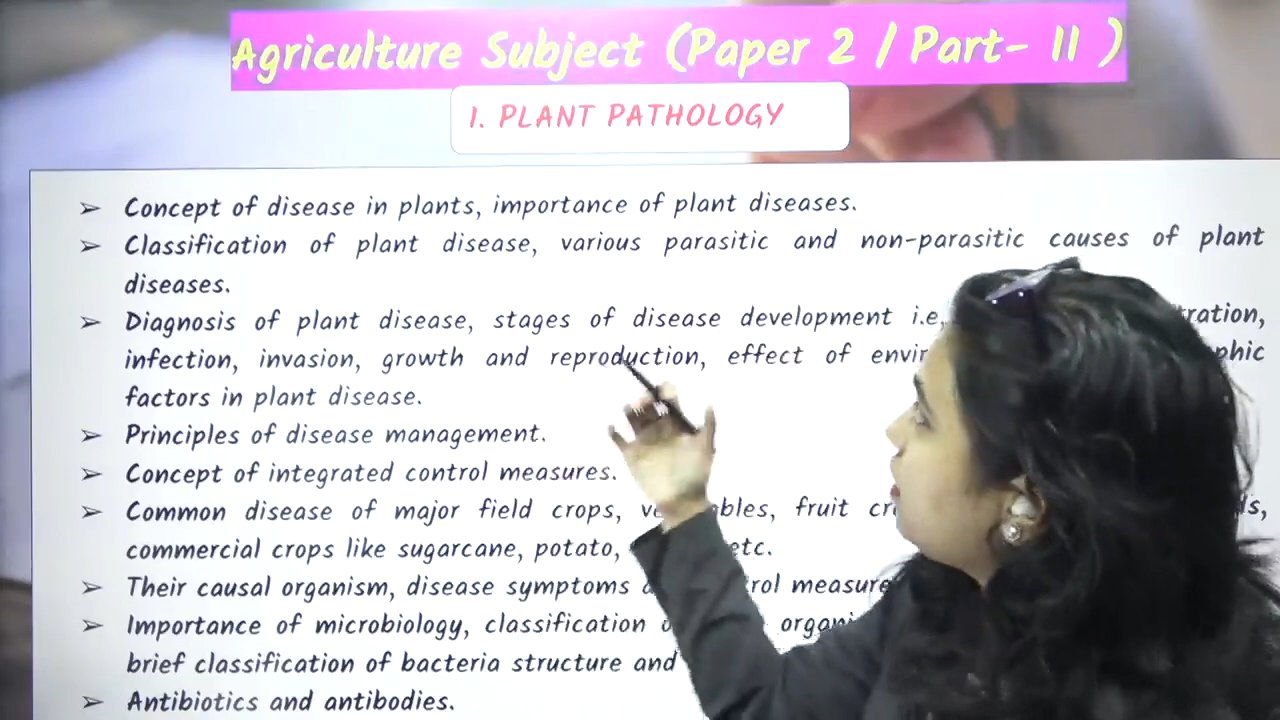 Agriculture Subject (Paper 2 / Part- II )
1. PLANT PATHOLOGY
➢ Concept of disease in plants, importance of plant diseases.
➢ Classification of plant disease, various parasitic and non-parasitic causes of plant
diseases.
➢ Diagnosis of plant disease, stages of disease development i.e,
infection, invasion, growth and reproduction, effect of
factors in plant disease.
➢ Principles of disease management.
➢ Concept of integrated control measures.
➢ Common disease of major field crops, fruit
commercial crops like sugarcane, potato, etc.
➢ Their causal organism, disease symptoms
➢ Importance of microbiology, classification
brief classification of bacteria structure and
➢ Antibiotics and antibodies.